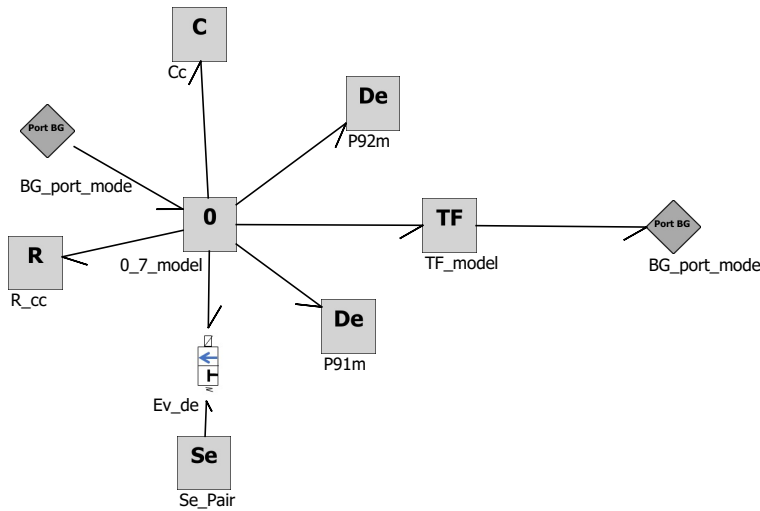 C
Cc
De
P92m
Port BG
BG_port_mode
0
0_7_model
TF
TF_model
Port BG
BG_port_mode
R
R_cc
De
P91m
Ev_de
Se
Se_Pair